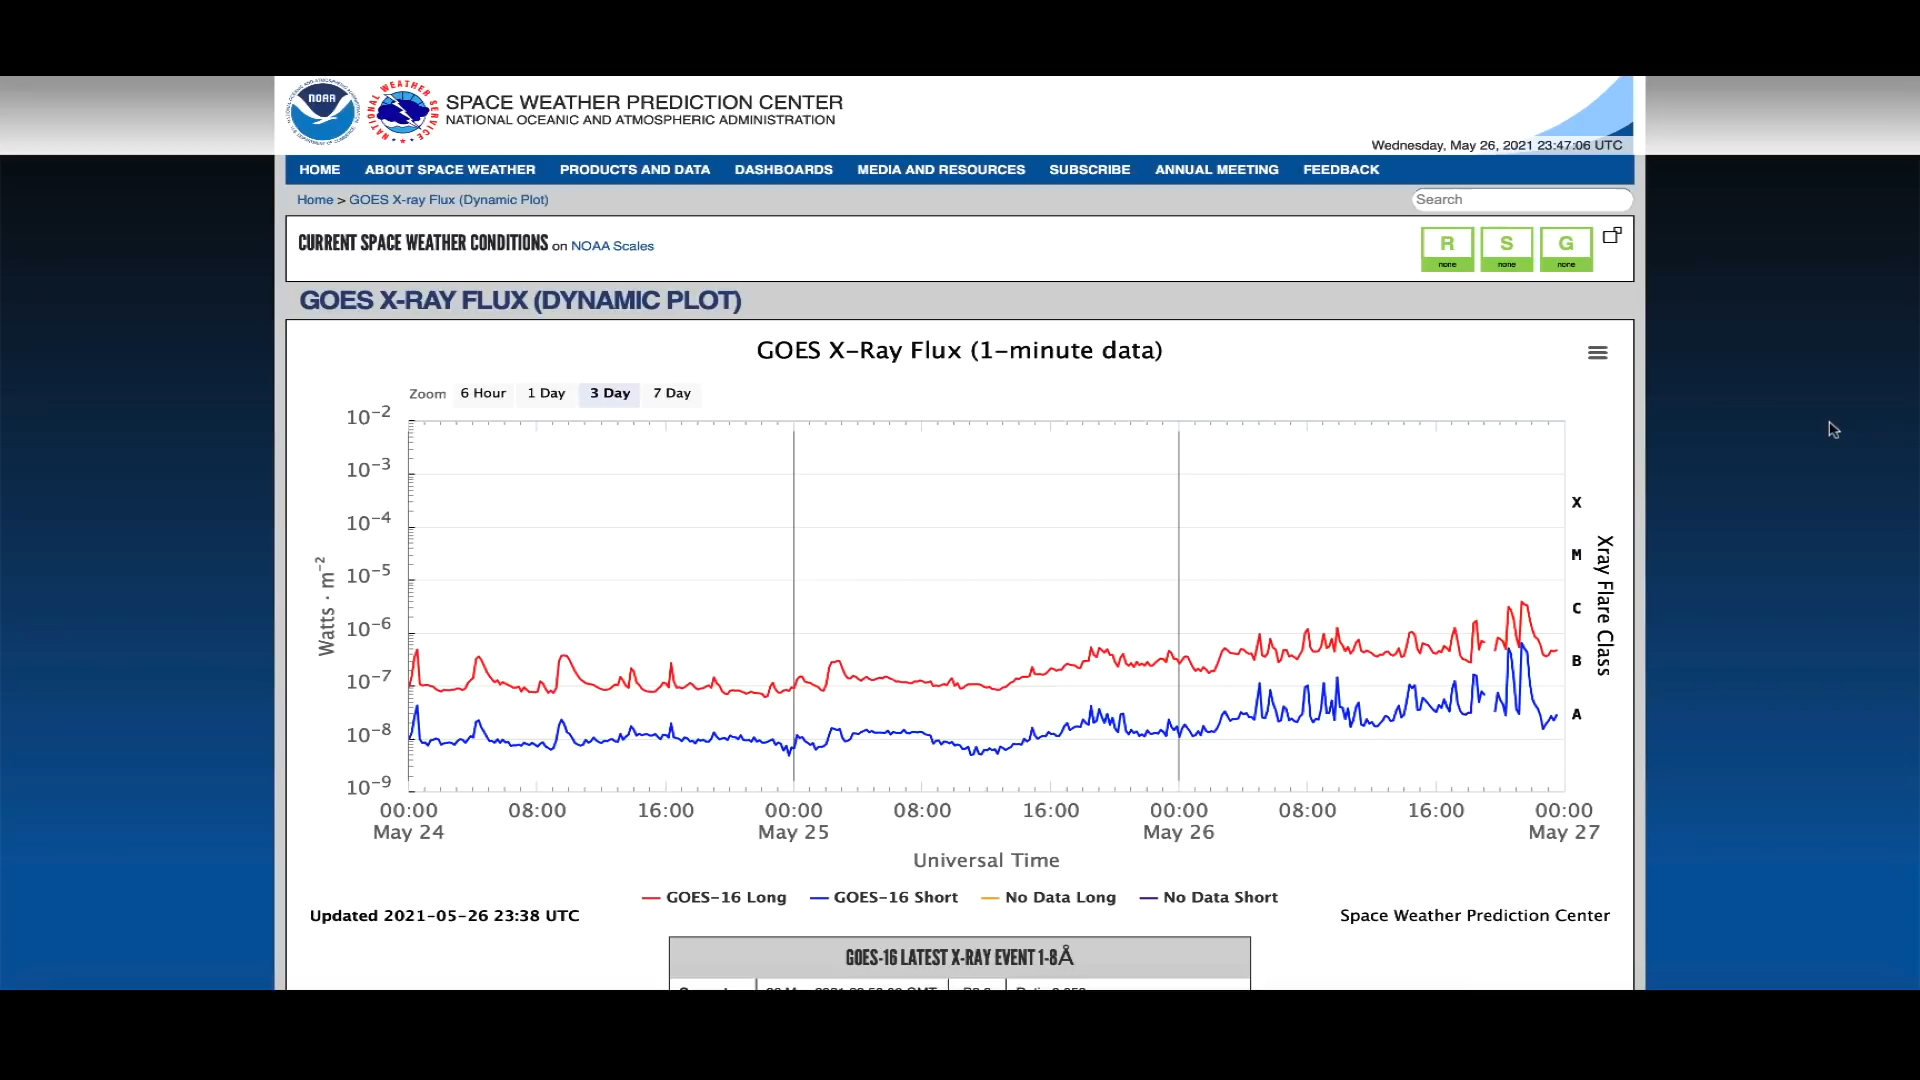 NOAA
NATIONAL WEATHER SERVICE
SPACE WEATHER PREDICTION CENTER
NATIONAL OCEANIC AND ATMOSPHERIC ADMINISTRATION
Wednesday, May 26, 2021 23:47:06 UTC
HOME ABOUT SPACE WEATHER PRODUCTS AND DATA DASHBOARDS MEDIA AND RESOURCES SUBSCRIBE ANNUAL MEETING FEEDBACK
Home > GOES X-ray Flux (Dynamic Plot)
Search
CURRENT SPACE WEATHER CONDITIONS on NOAA Scales
R S G
none none none
GOES X-RAY FLUX (DYNAMIC PLOT)
GOES X-Ray Flux (1-minute data)
Zoom 6 Hour 1 Day 3 Day 7 Day
10⁻²
10⁻³
10⁻⁴
10⁻⁵
10⁻⁶
10⁻⁷
10⁻⁸
10⁻⁹
Watts · m⁻²
X
M
C
B
A
Xray Flare Class
00:00 08:00 16:00 00:00 08:00 16:00 00:00 08:00 16:00 00:00
May 24 May 25 May 26 May 27
Universal Time
GOES-16 Long GOES-16 Short No Data Long No Data Short
Updated 2021-05-26 23:38 UTC
Space Weather Prediction Center
GOES-16 LATEST X-RAY EVENT 1-8Å